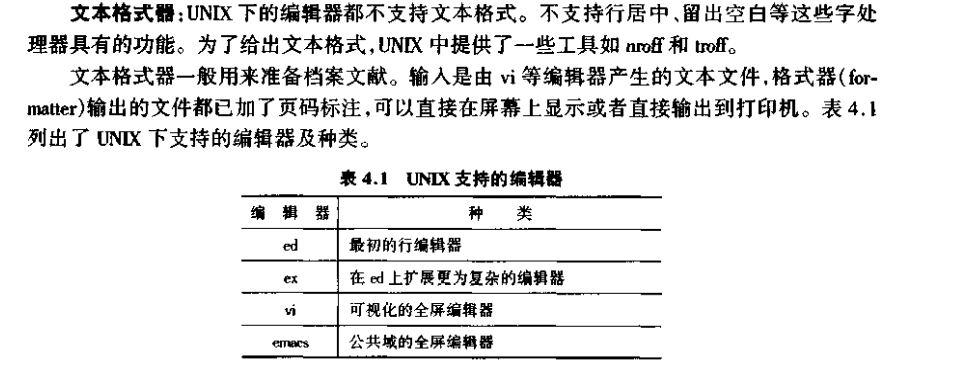 文本格式器:UNIX 下的编辑器都不支持文本格式。不支持行居中、留出空白等这些字处
理器具有的功能。为了给出文本格式,UNIX 中提供了一些工具如 nroff 和 troff。
文本格式器一般用来准备档案文献。输入是由 vi 等编辑器产生的文本文件,格式器(for-
matter)输出的文件都已加了页码标注,可以直接在屏幕上显示或者直接输出到打印机。表 4.1
列出了 UNIX 下支持的编辑器及种类。
表 4.1 UNIX 支持的编辑器
编 辑 器 种 类
ed 最初的行编辑器
ex 在 ed 上扩展更为复杂的编辑器
vi 可视化的全屏编辑器
emacs 公共域的全屏编辑器